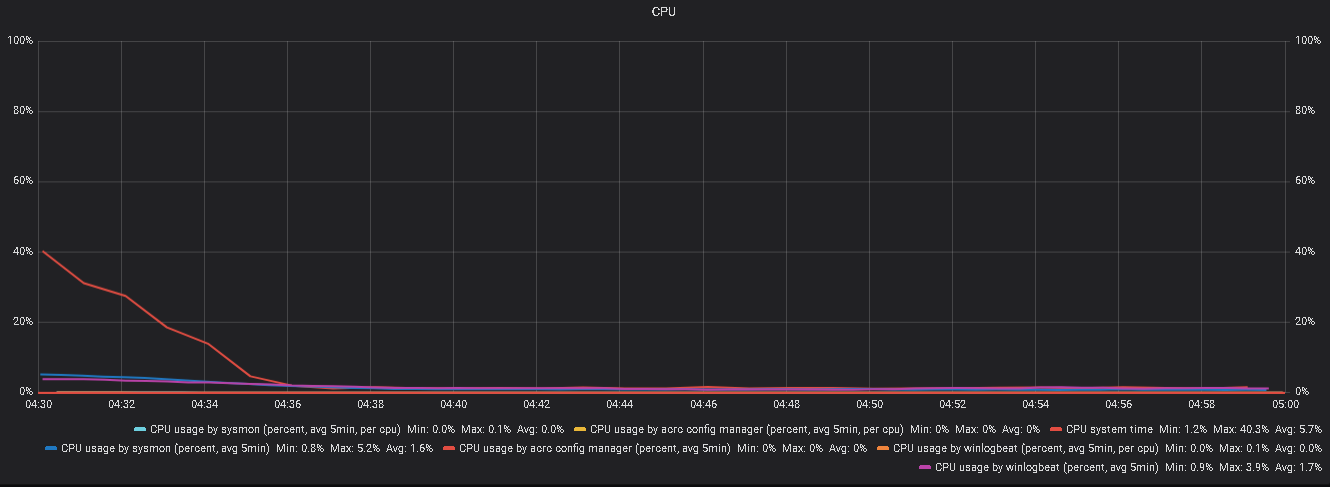 CPU
100% 100%
80% 80%
60% 60%
40% 40%
20% 20%
0% 0%
04:30 04:32 04:34 04:36 04:38 04:40 04:42 04:44 04:46 04:48 04:50 04:52 04:54 04:56 04:58 05:00
CPU usage by sysmon (percent, avg 5min, per cpu) Min: 0.0% Max: 0.1% Avg: 0.0% CPU usage by acrc config manager (percent, avg 5min, per cpu) Min: 0% Max: 0% Avg: 0% CPU system time Min: 1.2% Max: 40.3% Avg: 5.7%
CPU usage by sysmon (percent, avg 5min) Min: 0.8% Max: 5.2% Avg: 1.6% CPU usage by acrc config manager (percent, avg 5min) Min: 0% Max: 0% Avg: 0% CPU usage by winlogbeat (percent, avg 5min, per cpu) Min: 0.0% Max: 0.1% Avg: 0.0%
CPU usage by winlogbeat (percent, avg 5min) Min: 0.9% Max: 3.9% Avg: 1.7%